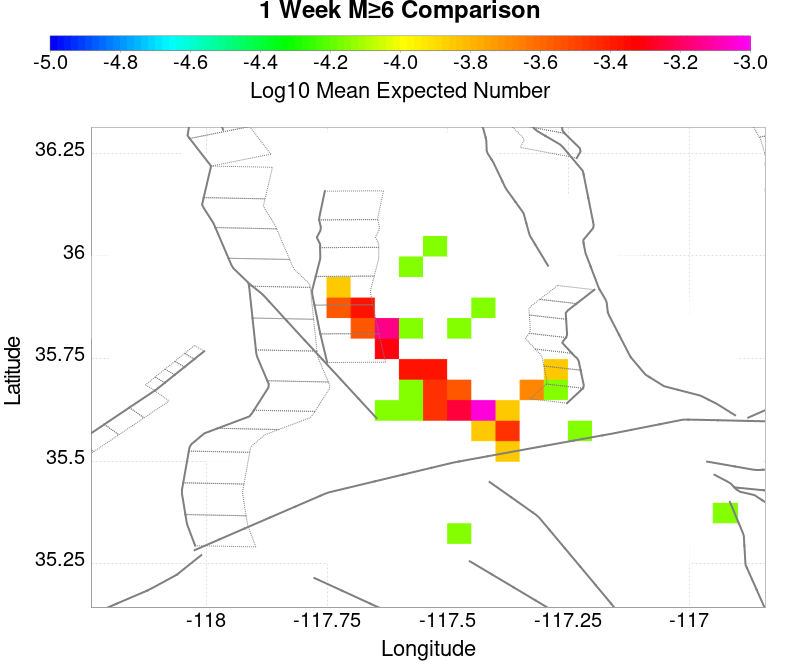 1 Week M≥6 Comparison
-5.0 -4.8 -4.6 -4.4 -4.2 -4.0 -3.8 -3.6 -3.4 -3.2 -3.0
Log10 Mean Expected Number
36.25
36
35.75
35.5
35.25
Latitude
-118 -117.75 -117.5 -117.25 -117
Longitude